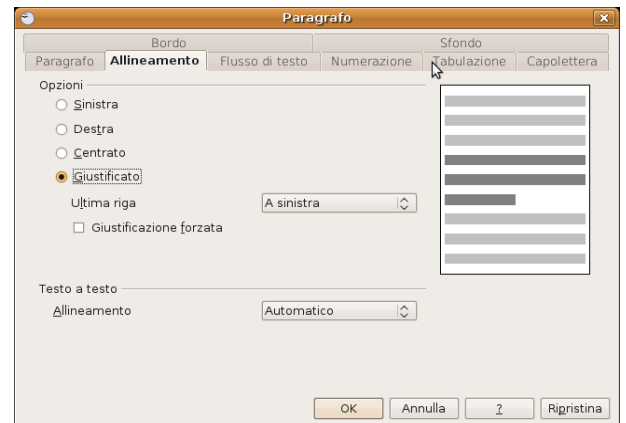 Paragrafo
Bordo Sfondo
Paragrafo Allineamento Flusso di testo Numerazione Tabulazione Capolettera
Opzioni
Sinistra
Destra
Centrato
Giustificato
Ultima riga A sinistra
Giustificazione forzata
Testo a testo
Allineamento Automatico
OK Annulla ? Ripristina